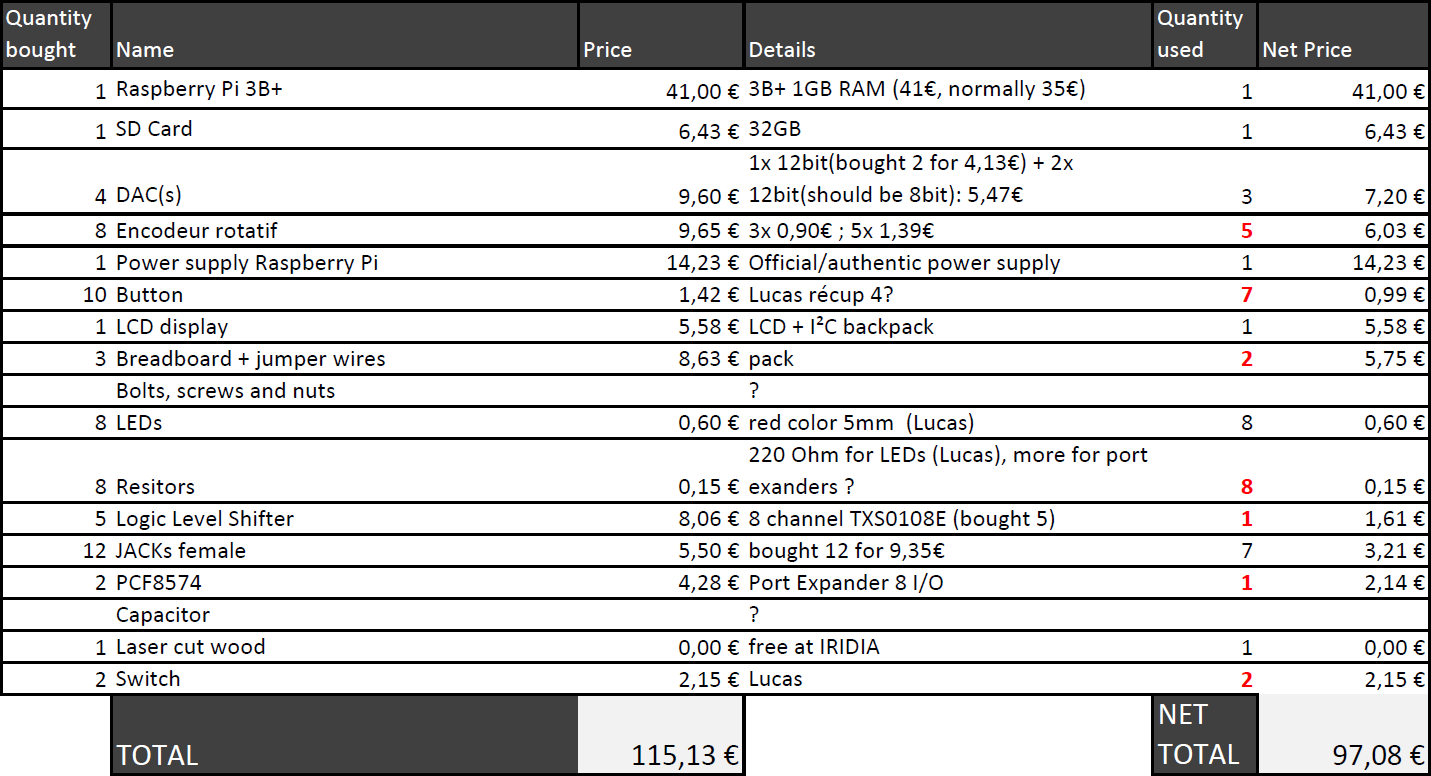 Quantity bought Name Price Details Quantity used Net Price
1 Raspberry Pi 3B+ 41,00 € 3B+ 1GB RAM (41€, normally 35€) 1 41,00 €
1 SD Card 6,43 € 32GB 1 6,43 €
4 DAC(s) 9,60 € 1x 12bit(bought 2 for 4,13€) + 2x 12bit(should be 8bit): 5,47€ 3 7,20 €
8 Encodeur rotatif 9,65 € 3x 0,90€ ; 5x 1,39€ 5 6,03 €
1 Power supply Raspberry Pi 14,23 € Official/authentic power supply 1 14,23 €
10 Button 1,42 € Lucas récup 4? 7 0,99 €
1 LCD display 5,58 € LCD + I²C backpack 1 5,58 €
3 Breadboard + jumper wires 8,63 € pack 2 5,75 €
Bolts, screws and nuts ?
8 LEDs 0,60 € red color 5mm (Lucas) 8 0,60 €
8 Resitors 0,15 € 220 Ohm for LEDs (Lucas), more for port exanders ? 8 0,15 €
5 Logic Level Shifter 8,06 € 8 channel TXS0108E (bought 5) 1 1,61 €
12 JACKs female 5,50 € bought 12 for 9,35€ 7 3,21 €
2 PCF8574 4,28 € Port Expander 8 I/O 1 2,14 €
Capacitor ?
1 Laser cut wood 0,00 € free at IRIDIA 1 0,00 €
2 Switch 2,15 € Lucas 2 2,15 €
TOTAL 115,13 € NET TOTAL 97,08 €